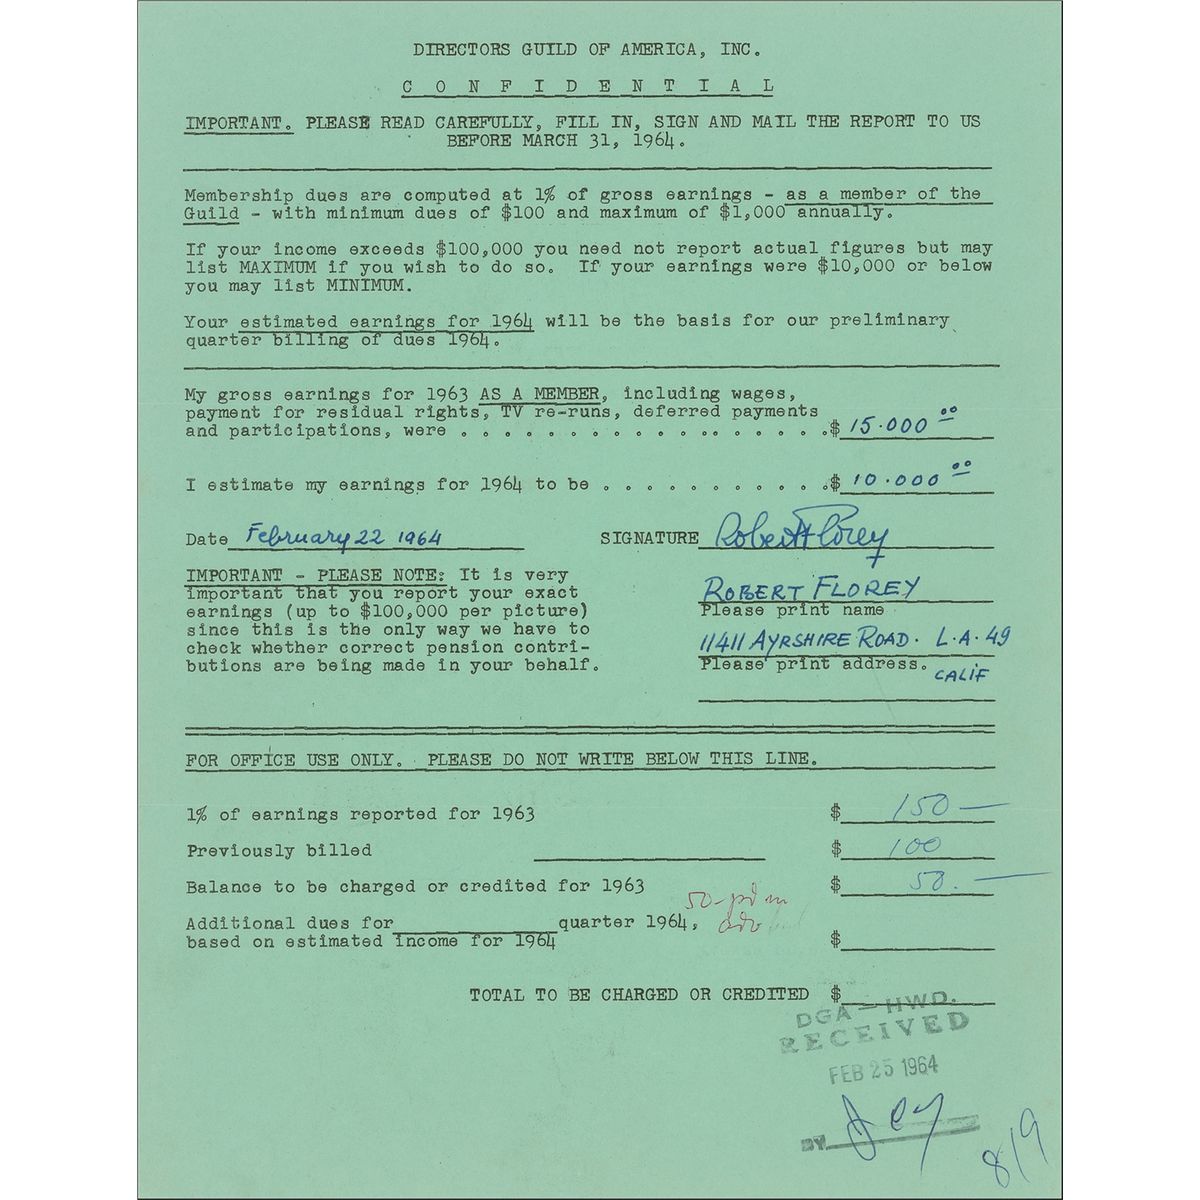 DIRECTORS GUILD OF AMERICA, INC.
C O N F I D E N T I A L
IMPORTANT. PLEASE READ CAREFULLY, FILL IN, SIGN AND MAIL THE REPORT TO US
BEFORE MARCH 31, 1964.
Membership dues are computed at 1% of gross earnings - as a member of the
Guild - with minimum dues of $100 and maximum of $1,000 annually.
If your income exceeds $100,000 you need not report actual figures but may
list MAXIMUM if you wish to do so. If your earnings were $10,000 or below
you may list MINIMUM.
Your estimated earnings for 1964 will be the basis for our preliminary
quarter billing of dues 1964.
My gross earnings for 1963 AS A MEMBER, including wages,
payment for residual rights, TV re-runs, deferred payments
and participations, were . . . . . . . . . . . . . . . . . $ 15.000 00
I estimate my earnings for 1964 to be . . . . . . . . . . . $ 10.000 00
Date February 22 1964 SIGNATURE Robert Florey
IMPORTANT - PLEASE NOTE: It is very
important that you report your exact
earnings (up to $100,000 per picture)
since this is the only way we have to
check whether correct pension contri-
butions are being made in your behalf.
ROBERT FLOREY
Please print name
11411 AYRSHIRE ROAD. L.A. 49
Please print address. CALIF
FOR OFFICE USE ONLY. PLEASE DO NOT WRITE BELOW THIS LINE.
1% of earnings reported for 1963 $ 150 —
Previously billed $ 100
Balance to be charged or credited for 1963 $ 50. —
50- pd in
adv
Additional dues for quarter 1964,
based on estimated income for 1964 $
TOTAL TO BE CHARGED OR CREDITED $
DGA - HWD.
RECEIVED
FEB 25 1964
BY
8/9